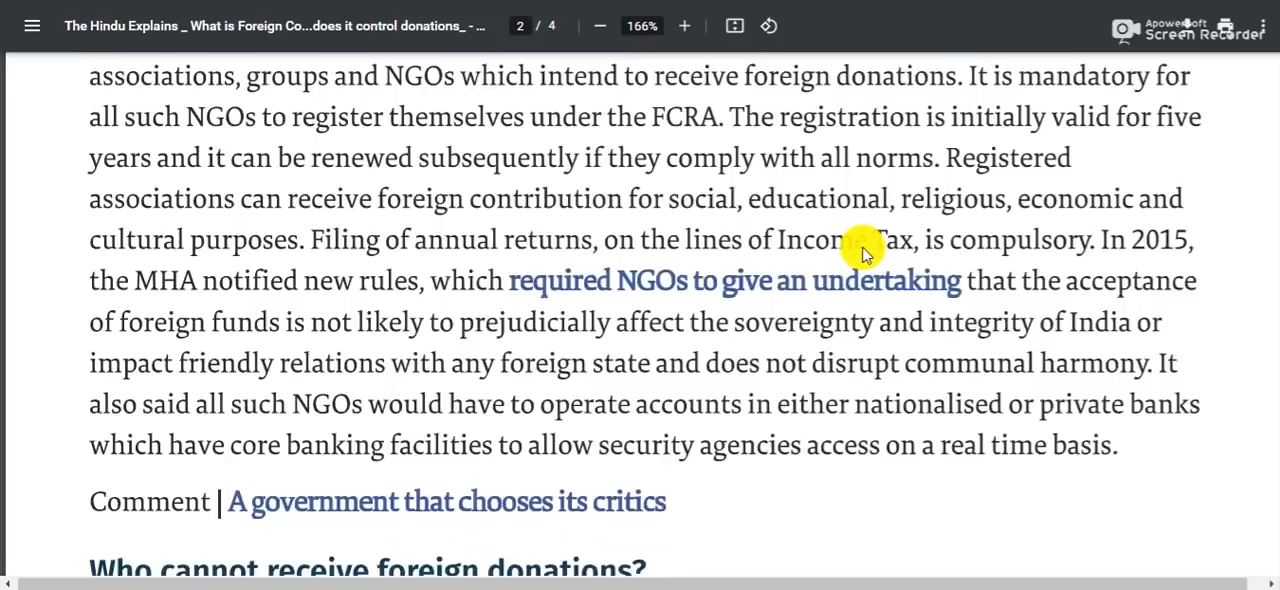 The Hindu Explains _ What is Foreign Co...does it control donations_ - ... 2 / 4 166%
Apowersoft
Screen Recorder
associations, groups and NGOs which intend to receive foreign donations. It is mandatory for
all such NGOs to register themselves under the FCRA. The registration is initially valid for five
years and it can be renewed subsequently if they comply with all norms. Registered
associations can receive foreign contribution for social, educational, religious, economic and
cultural purposes. Filing of annual returns, on the lines of Income Tax, is compulsory. In 2015,
the MHA notified new rules, which required NGOs to give an undertaking that the acceptance
of foreign funds is not likely to prejudicially affect the sovereignty and integrity of India or
impact friendly relations with any foreign state and does not disrupt communal harmony. It
also said all such NGOs would have to operate accounts in either nationalised or private banks
which have core banking facilities to allow security agencies access on a real time basis.
Comment | A government that chooses its critics
Who cannot receive foreign donations?